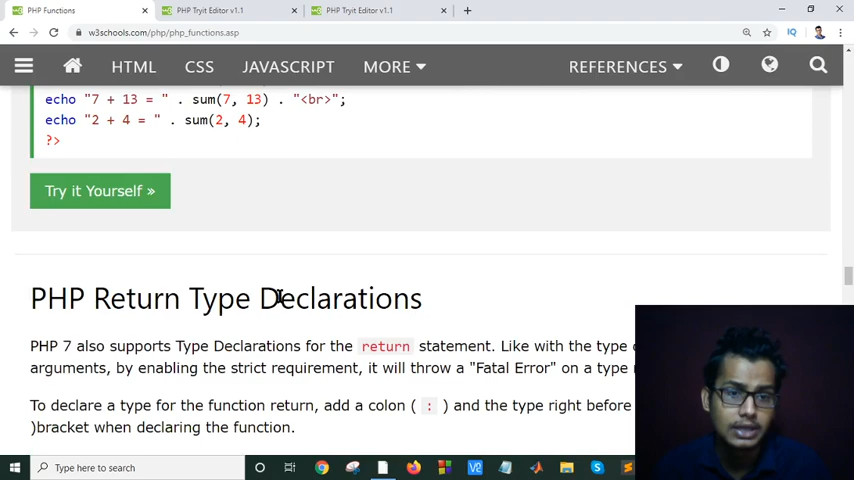 PHP Functions
PHP Tryit Editor v1.1
PHP Tryit Editor v1.1
w3schools.com/php/php_functions.asp
HTML CSS JAVASCRIPT MORE REFERENCES
echo "7 + 13 = " . sum(7, 13) . "<br>";
echo "2 + 4 = " . sum(2, 4);
?>
Try it Yourself »
PHP Return Type Declarations
PHP 7 also supports Type Declarations for the return statement. Like with the type
arguments, by enabling the strict requirement, it will throw a "Fatal Error" on a type
To declare a type for the function return, add a colon ( : ) and the type right before
)bracket when declaring the function.
Type here to search